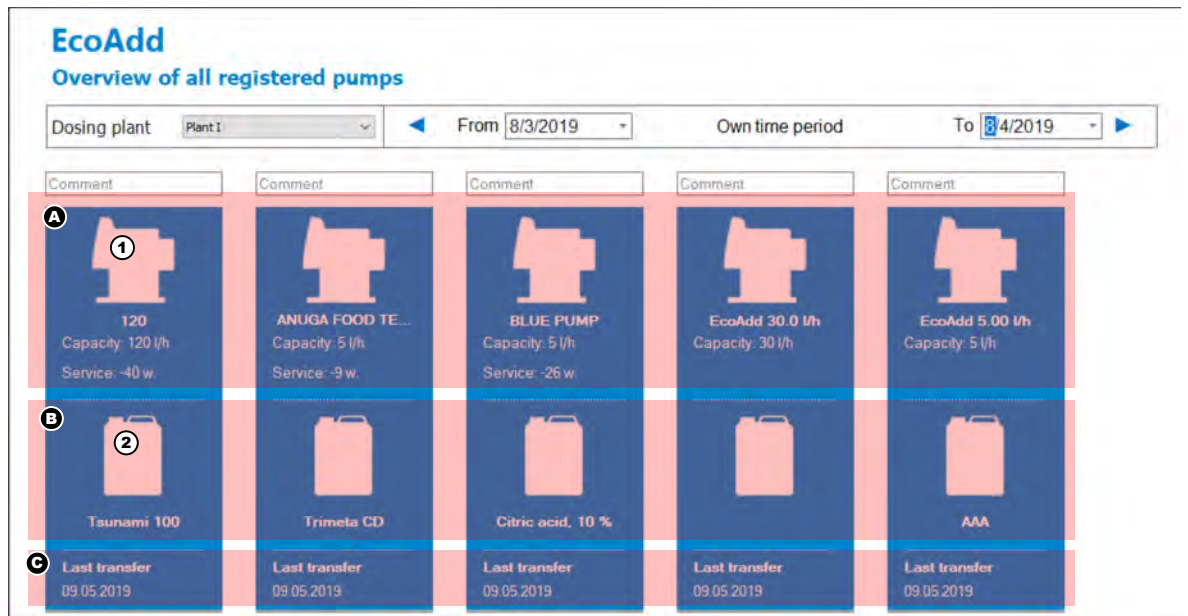 EcoAdd
Overview of all registered pumps
Dosing plant Plant I From 8/3/2019 Own time period To 8/4/2019
Comment Comment Comment Comment Comment
A
1
120 ANUGA FOOD TE... BLUE PUMP EcoAdd 30.0 l/h EcoAdd 5.00 l/h
Capacity: 120 l/h Capacity: 5 l/h Capacity: 5 l/h Capacity: 30 l/h Capacity: 5 l/h
Service: -40 w. Service: -9 w. Service: -26 w.
B
2
Tsunami 100 Trimeta CD Citric acid, 10 % AAA
C
Last transfer Last transfer Last transfer Last transfer Last transfer
09.05.2019 09.05.2019 09.05.2019 09.05.2019 09.05.2019